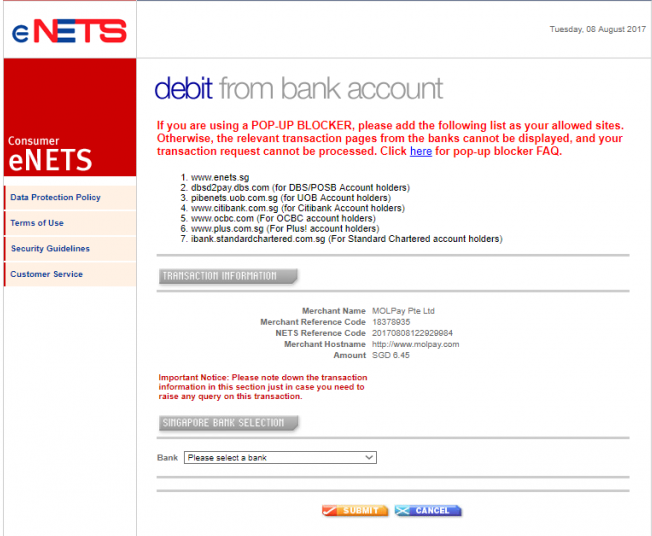 eNETS
Tuesday, 08 August 2017
Consumer
eNETS
Data Protection Policy
Terms of Use
Security Guidelines
Customer Service
debit from bank account
If you are using a POP-UP BLOCKER, please add the following list as your allowed sites.
Otherwise, the relevant transaction pages from the banks cannot be displayed, and your
transaction request cannot be processed. Click here for pop-up blocker FAQ.
1. www.enets.sg
2. dbsd2pay.dbs.com (for DBS/POSB Account holders)
3. pibenets.uob.com.sg (for UOB Account holders)
4. www.citibank.com.sg (for Citibank Account holders)
5. www.ocbc.com (For OCBC account holders)
6. www.plus.com.sg (For Plus! account holders)
7. ibank.standardchartered.com.sg (For Standard Chartered account holders)
TRANSACTION INFORMATION
Merchant Name MOLPay Pte Ltd
Merchant Reference Code 18378935
NETS Reference Code 20170808122929984
Merchant Hostname http://www.molpay.com
Amount SGD 6.45
Important Notice: Please note down the transaction
information in this section just in case you need to
raise any query on this transaction.
SINGAPORE BANK SELECTION
Bank Please select a bank
SUBMIT CANCEL